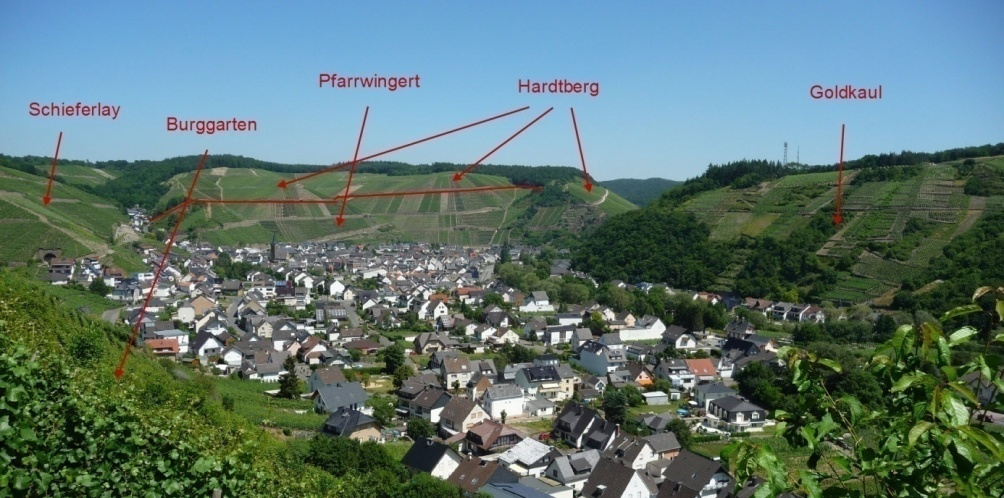 Pfarrwingert
Hardtberg
Goldkaul
Schieferlay
Burggarten